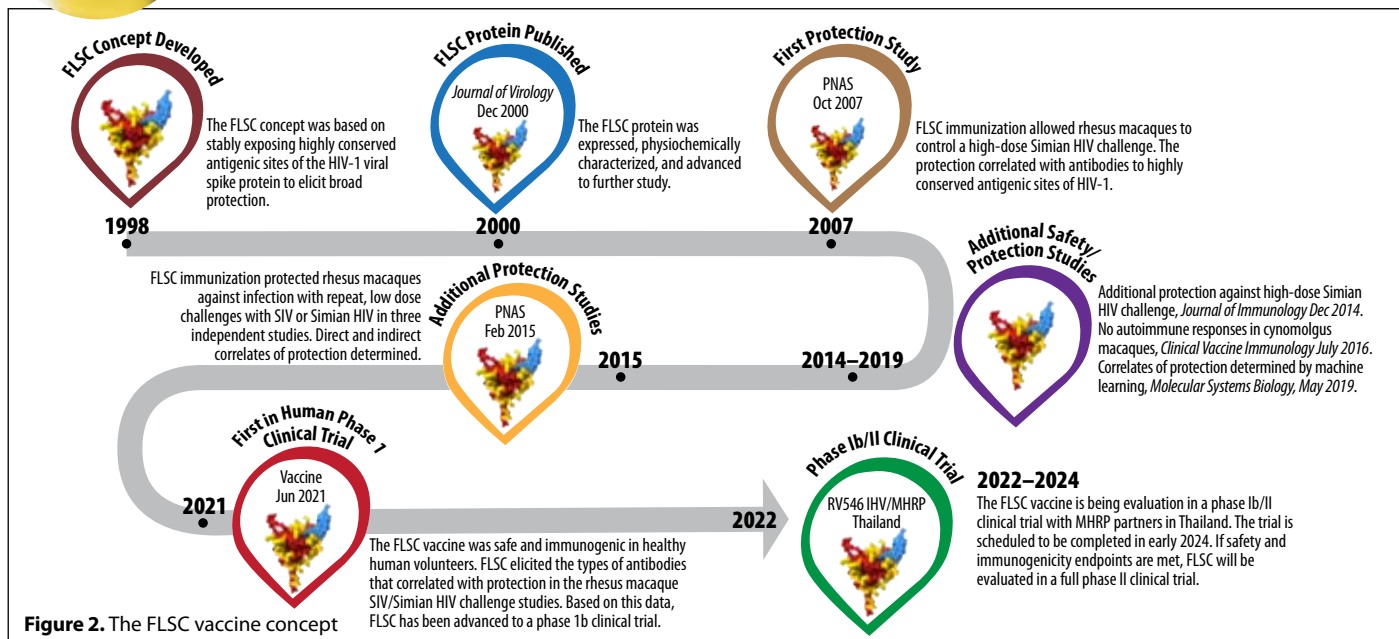 FLSC Concept Developed
The FLSC concept was based on
stably exposing highly conserved
antigenic sites of the HIV-1 viral
spike protein to elicit broad
protection.
1998
FLSC Protein Published
Journal of Virology
Dec 2000
The FLSC protein was
expressed, physiochemically
characterized, and advanced
to further study.
2000
First Protection Study
PNAS
Oct 2007
FLSC immunization allowed rhesus macaques to
control a high-dose Simian HIV challenge. The
protection correlated with antibodies to highly
conserved antigenic sites of HIV-1.
2007
Additional Safety/
Protection Studies
Additional protection against high-dose Simian
HIV challenge, Journal of Immunology Dec 2014.
No autoimmune responses in cynomolgus
macaques, Clinical Vaccine Immunology July 2016.
Correlates of protection determined by machine
learning, Molecular Systems Biology, May 2019.
2014–2019
FLSC immunization protected rhesus macaques
against infection with repeat, low dose
challenges with SIV or Simian HIV in three
independent studies. Direct and indirect
correlates of protection determined.
Additional Protection Studies
PNAS
Feb 2015
2015
First in Human Phase 1
Clinical Trial
Vaccine
Jun 2021
2021
The FLSC vaccine was safe and immunogenic in healthy
human volunteers. FLSC elicited the types of antibodies
that correlated with protection in the rhesus macaque
SIV/Simian HIV challenge studies. Based on this data,
FLSC has been advanced to a phase 1b clinical trial.
2022
Phase Ib/II Clinical Trial
RV546 IHV/MHRP
Thailand
2022–2024
The FLSC vaccine is being evaluation in a phase Ib/II
clinical trial with MHRP partners in Thailand. The trial is
scheduled to be completed in early 2024. If safety and
immunogenicity endpoints are met, FLSC will be
evaluated in a full phase II clinical trial.
Figure 2. The FLSC vaccine concept